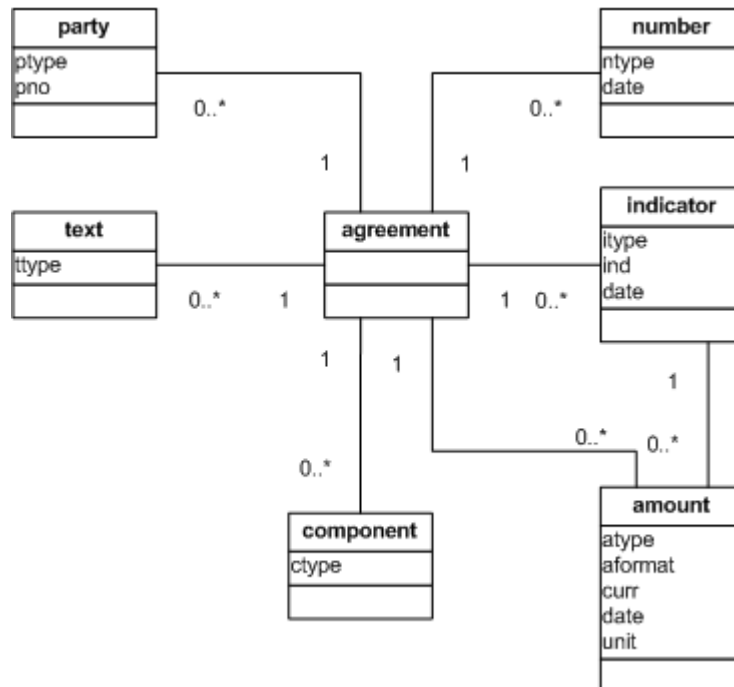 party
ptype
pno
number
ntype
date
0..*
0..*
1
1
text
ttype
agreement
indicator
itype
ind
date
0..*
1
1
0..*
1
1
1
0..*
0..*
0..*
component
ctype
amount
atype
aformat
curr
date
unit